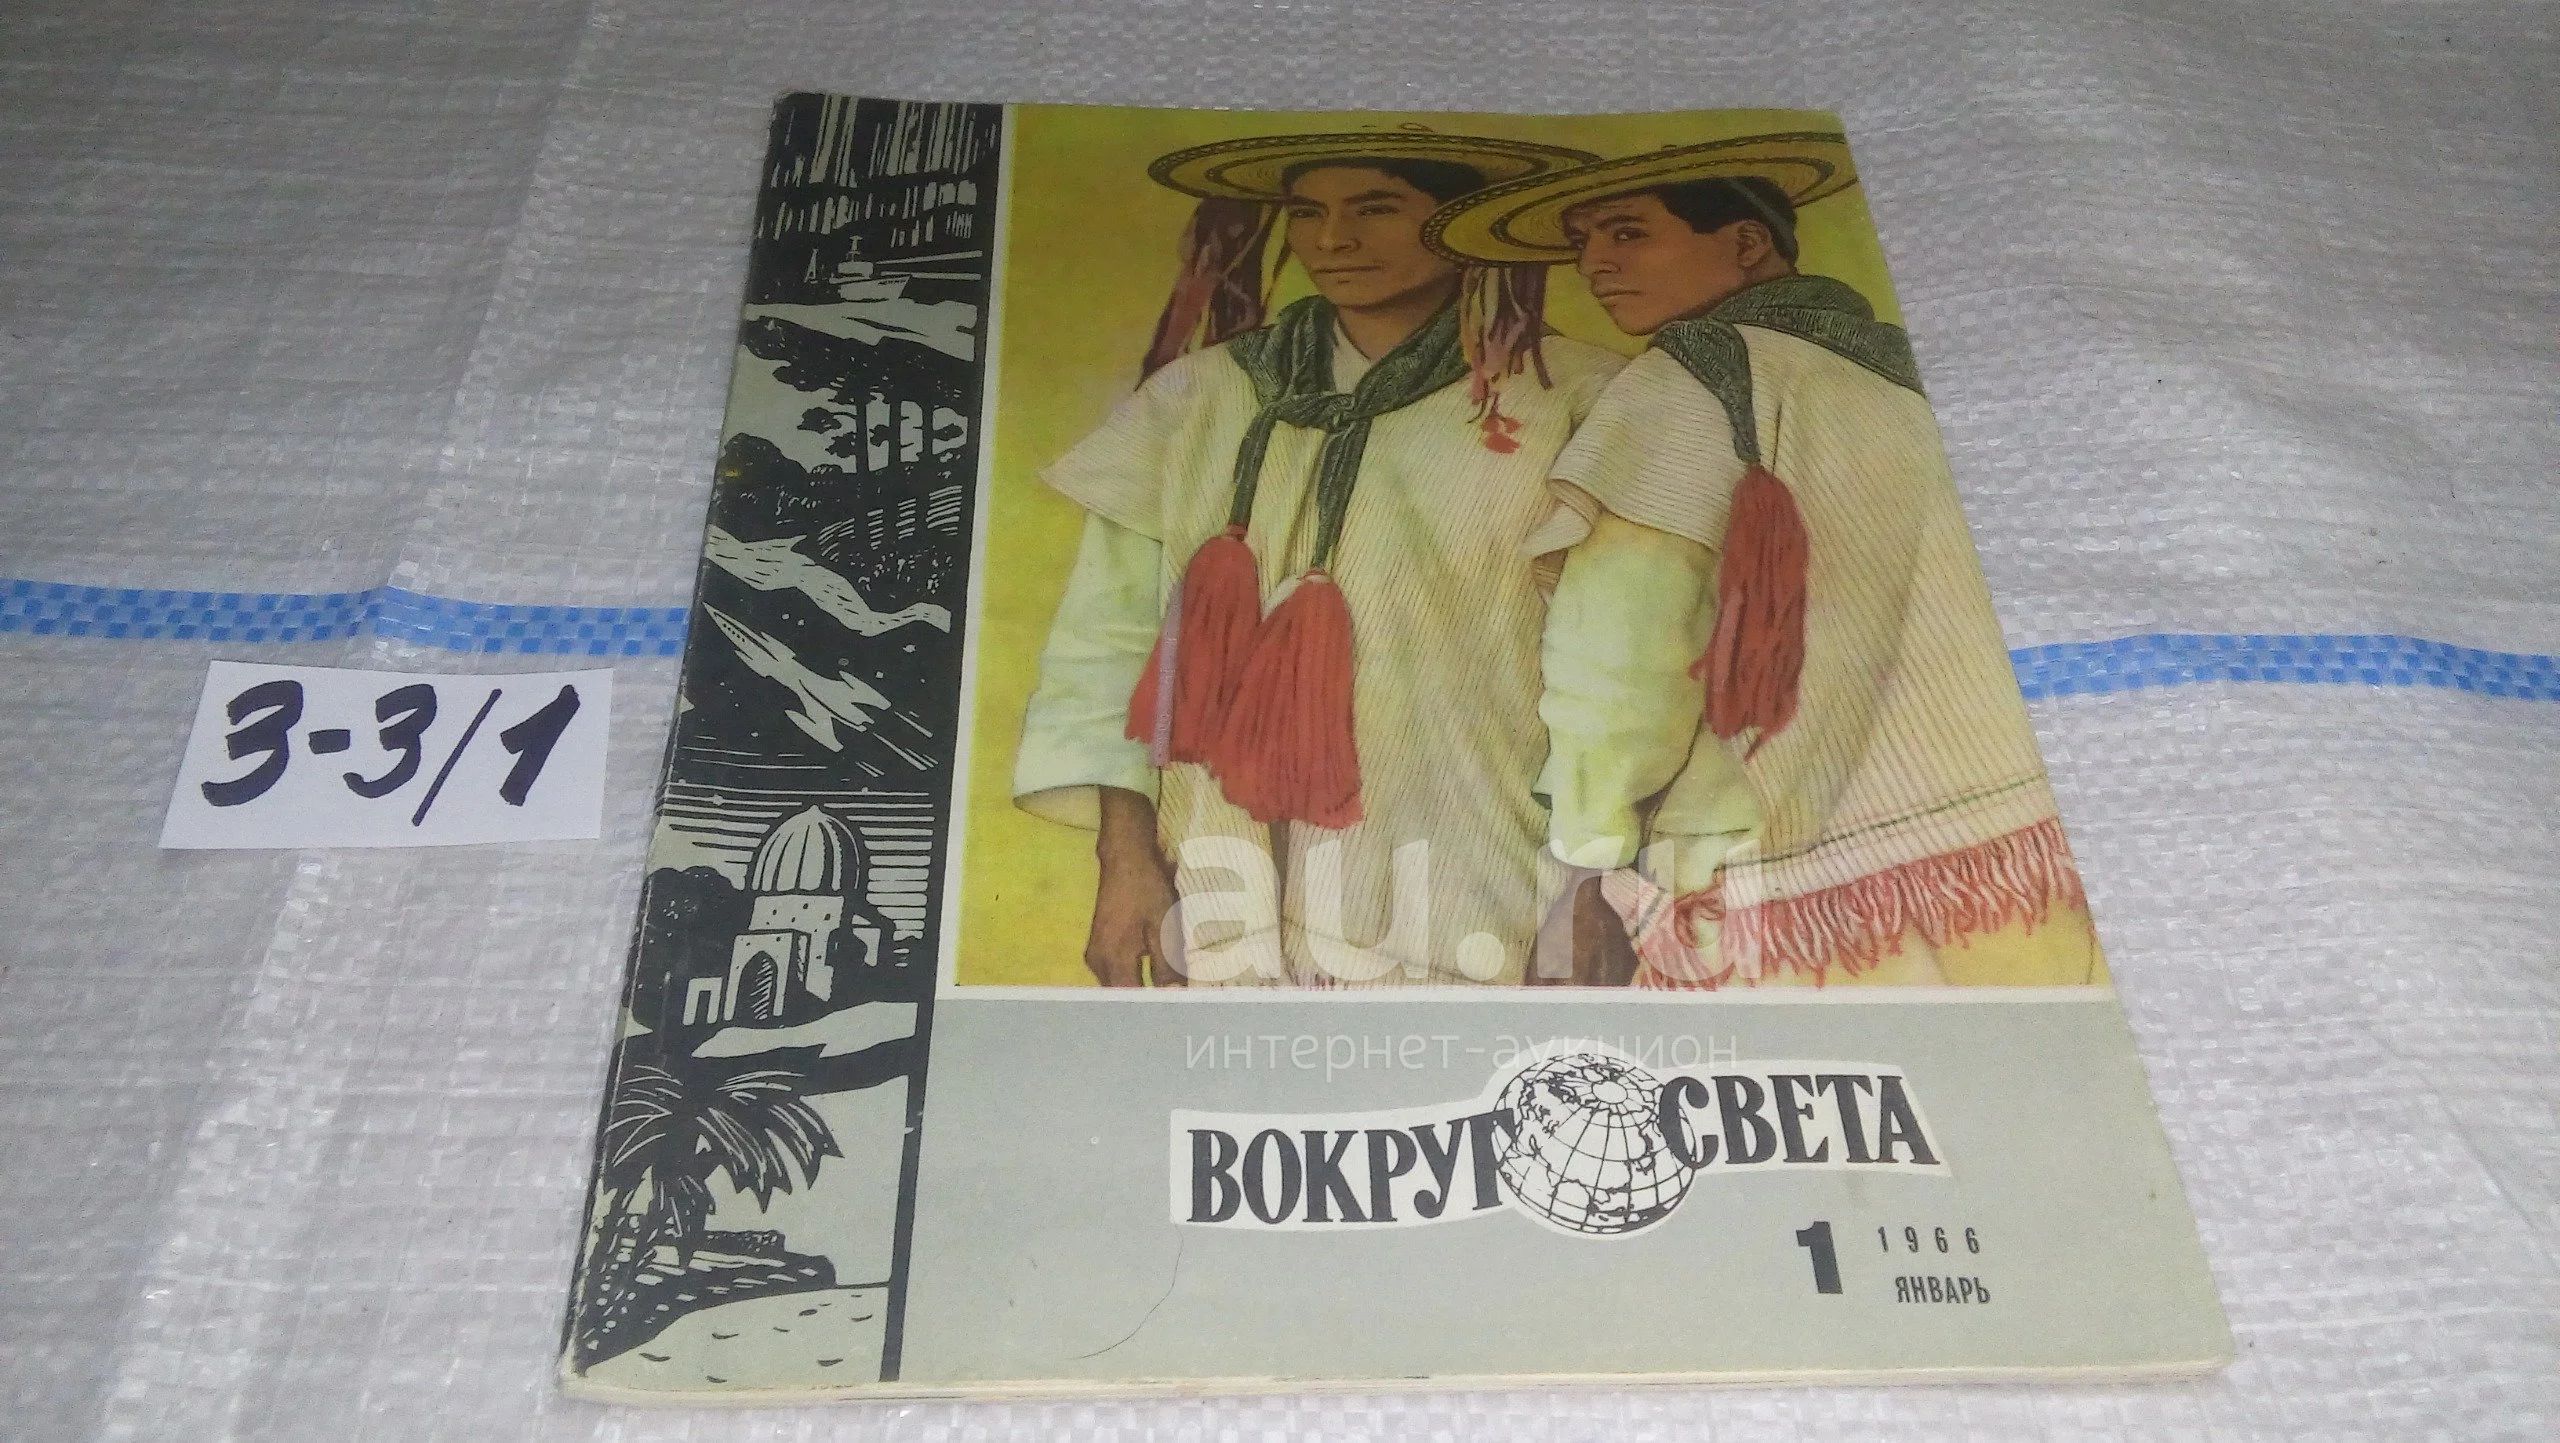 3-3/1
au.ru
интернет-аукцион
ВОКРУГ СВЕТА
1 1966
ЯНВАРЬ